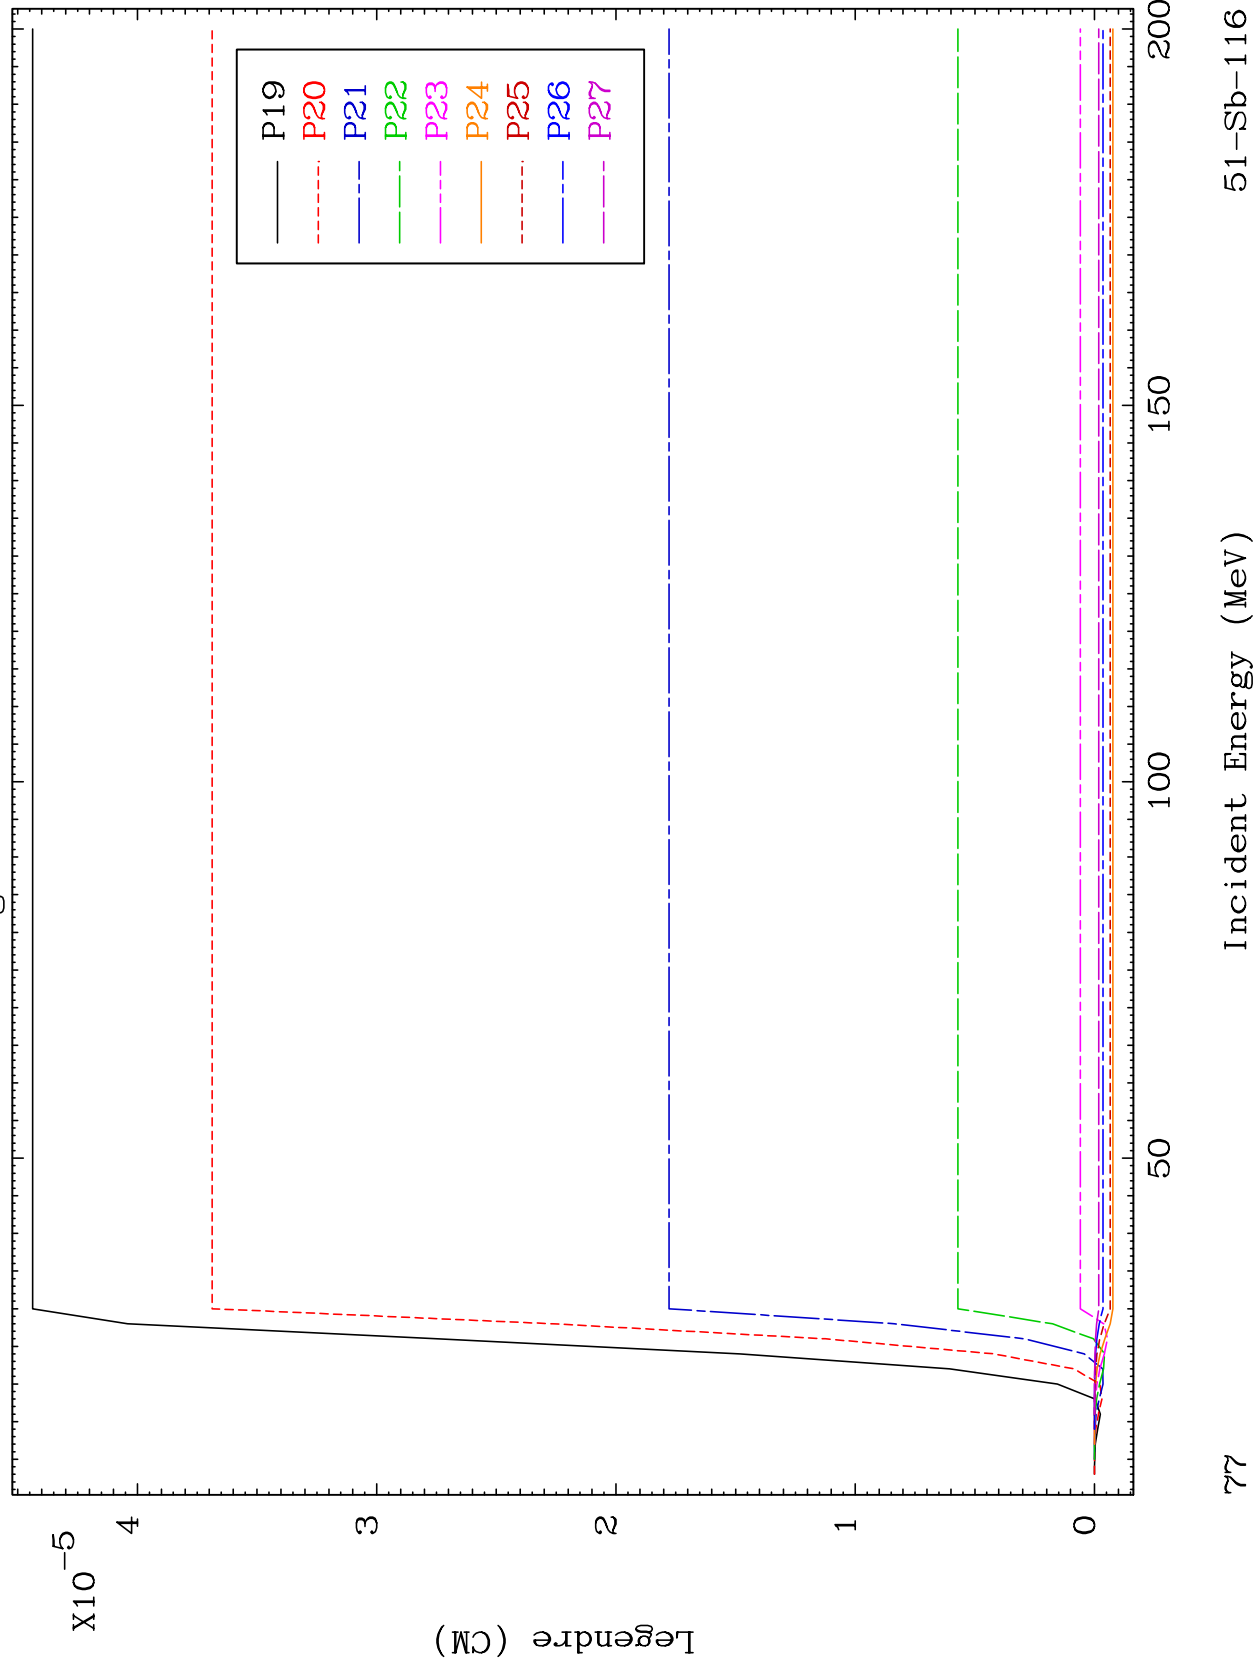 X10-5
Legendre (CM)
4
3
2
1
0
P19
P20
P21
P22
P23
P24
P25
P26
P27
50
100
150
200
Incident Energy (MeV)
77
51-Sb-116